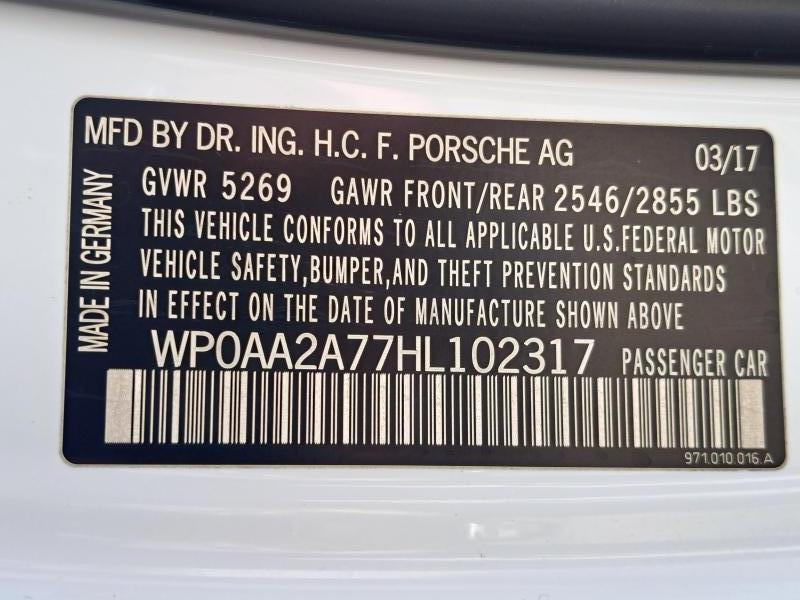 MFD BY DR. ING. H.C. F. PORSCHE AG 03/17
GVWR 5269 GAWR FRONT/REAR 2546/2855 LBS
THIS VEHICLE CONFORMS TO ALL APPLICABLE U.S.FEDERAL MOTOR
VEHICLE SAFETY,BUMPER,AND THEFT PREVENTION STANDARDS
IN EFFECT ON THE DATE OF MANUFACTURE SHOWN ABOVE
WP0AA2A77HL102317 PASSENGER CAR
971.010.016.A
MADE IN GERMANY